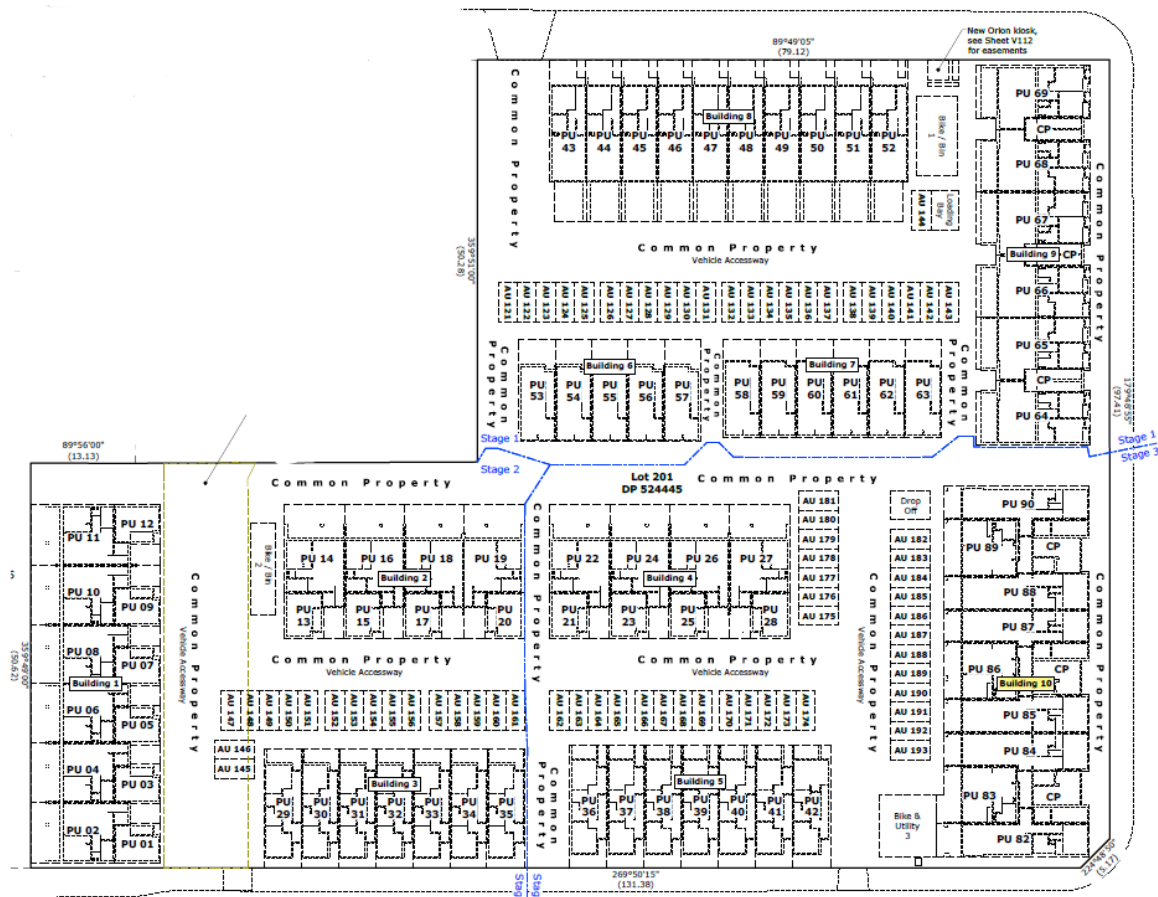 New Orion kiosk,
see Sheet V112
for easements
89°49'05"
(79.12)
Common Property
Building 8
PU 43
PU 44
PU 45
PU 46
PU 47
PU 48
PU 49
PU 50
PU 51
PU 52
Bike / Bin
1
AU 144
Loading
Bay
PU 69
CP
PU 68
PU 67
Building 9
CP
PU 66
PU 65
CP
PU 64
Common Property
359°51'00"
(50.28)
Common Property
Vehicle Accessway
AU 121
AU 122
AU 123
AU 124
AU 125
AU 126
AU 127
AU 128
AU 129
AU 130
AU 131
AU 132
AU 133
AU 134
AU 135
AU 136
AU 137
AU 138
AU 139
AU 140
AU 141
AU 142
AU 143
Common
Property
Building 6
PU 53
PU 54
PU 55
PU 56
PU 57
Common
Property
Building 7
PU 58
PU 59
PU 60
PU 61
PU 62
PU 63
Common
Property
179°48'55"
(97.41)
Stage 1
Stage 2
Stage 1
Stage 3
89°56'00"
(13.13)
Common Property
Lot 201
DP 524445
Common Property
PU 12
PU 11
PU 10
PU 09
PU 08
PU 07
Building 1
PU 06
PU 05
PU 04
PU 03
PU 02
PU 01
359°49'00"
(50.62)
Common Property
Vehicle Accessway
Bike / Bin
2
PU 14
PU 16
PU 18
PU 19
Building 2
PU 13
PU 15
PU 17
PU 20
Common Property
PU 22
PU 24
PU 26
PU 27
Building 4
PU 21
PU 23
PU 25
PU 28
AU 181
AU 180
AU 179
AU 178
AU 177
AU 176
AU 175
Common Property
Vehicle Accessway
Drop
Off
AU 182
AU 183
AU 184
AU 185
AU 186
AU 187
AU 188
AU 189
AU 190
AU 191
AU 192
AU 193
PU 90
PU 89
CP
PU 88
PU 87
PU 86
CP
Building 10
PU 85
PU 84
CP
PU 83
PU 82
Common Property
Common Property
Vehicle Accessway
Common Property
Vehicle Accessway
AU 147
AU 148
AU 149
AU 150
AU 151
AU 152
AU 153
AU 154
AU 155
AU 156
AU 157
AU 158
AU 159
AU 160
AU 161
AU 162
AU 163
AU 164
AU 165
AU 166
AU 167
AU 168
AU 169
AU 170
AU 171
AU 172
AU 173
AU 174
AU 146
AU 145
Building 3
PU 29
PU 30
PU 31
PU 32
PU 33
PU 34
PU 35
Common
Property
Building 5
PU 36
PU 37
PU 38
PU 39
PU 40
PU 41
PU 42
Bike &
Utility
3
224°48'50"
(5.17)
269°50'15"
(131.38)
Stag
Stag